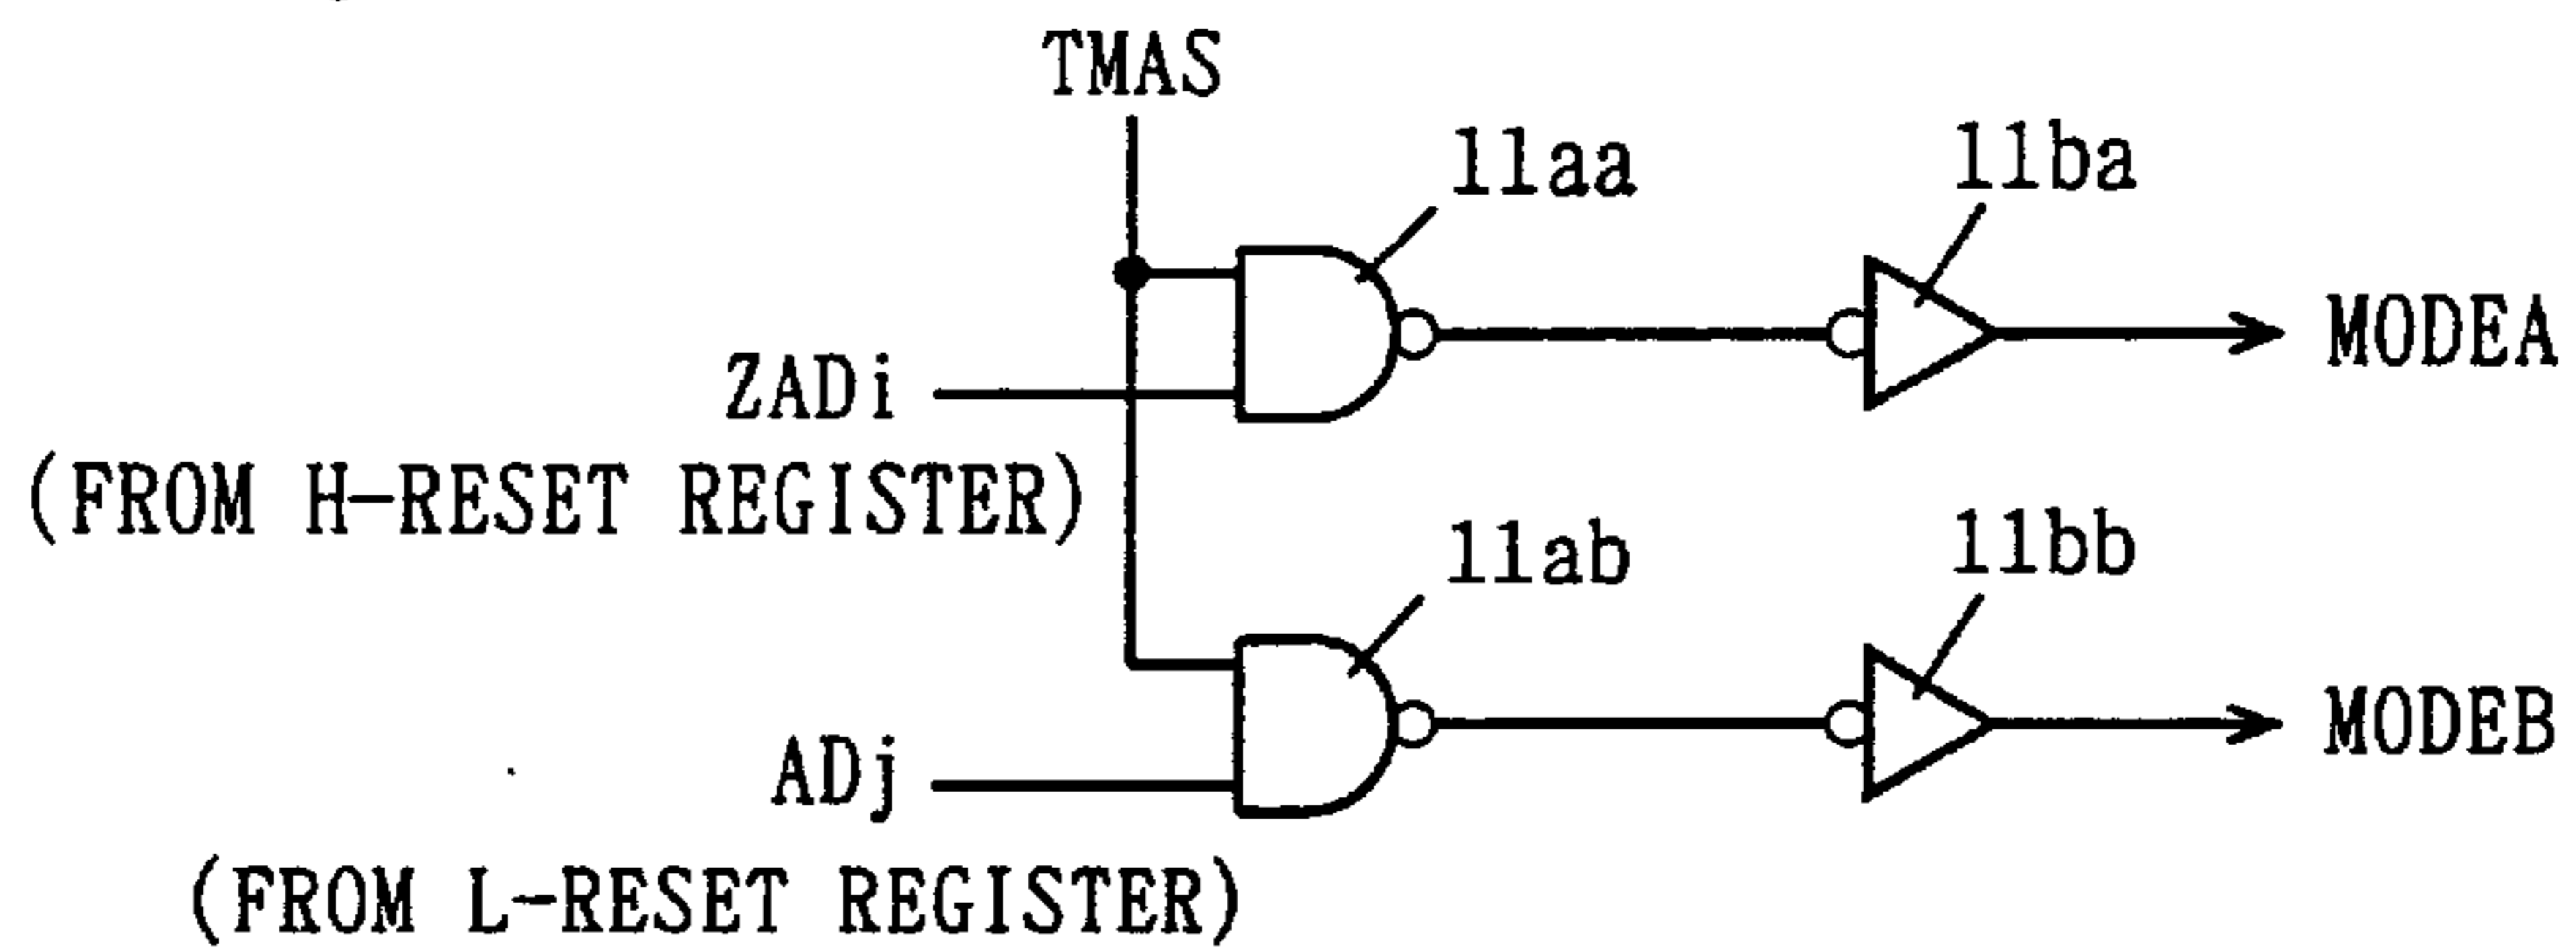 TMAS
11aa
11ba
MODEA
ZADi
(FROM H-RESET REGISTER)
11ab
11bb
MODEB
ADj
(FROM L-RESET REGISTER)